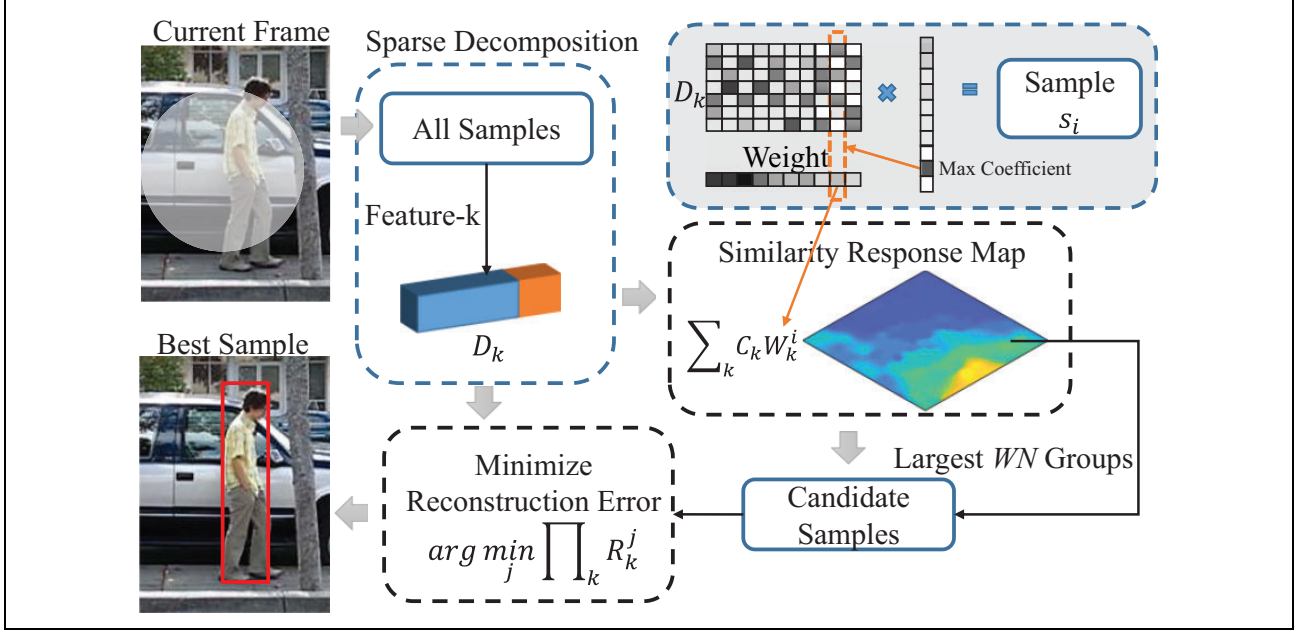 Current Frame
Sparse Decomposition
All Samples
Feature-k
D_k
D_k
Weight
Max Coefficient
=
Sample
s_i
Similarity Response Map
∑_k C_k W_k^i
Largest WN Groups
Candidate
Samples
Minimize
Reconstruction Error
arg min_j ∏_k R_k^j
Best Sample